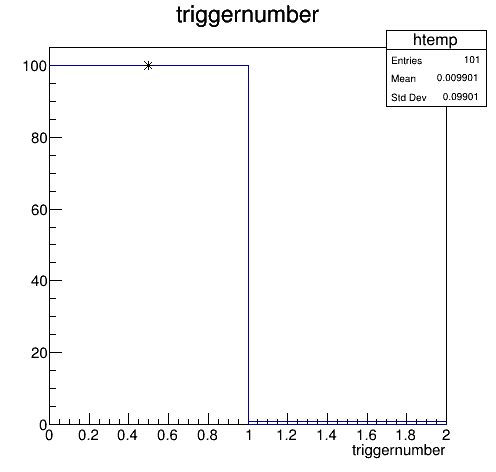 triggernumber
htemp
Entries 101
Mean 0.009901
Std Dev 0.09901
100
80
60
40
20
0
0 0.2 0.4 0.6 0.8 1 1.2 1.4 1.6 1.8 2
triggernumber